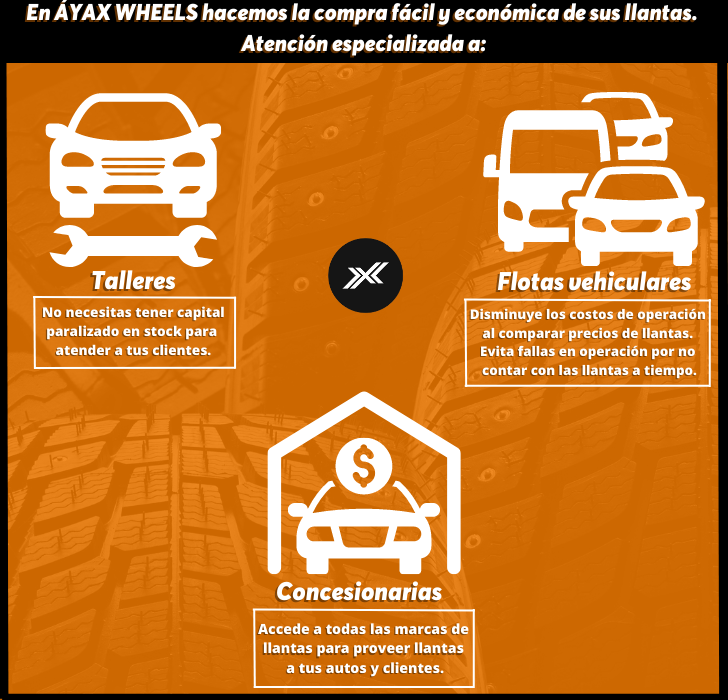 En ÁYAX WHEELS hacemos la compra fácil y económica de sus llantas.
Atención especializada a:
Talleres
No necesitas tener capital
paralizado en stock para
atender a tus clientes.
Flotas vehiculares
Disminuye los costos de operación
al comparar precios de llantas.
Evita fallas en operación por no
contar con las llantas a tiempo.
$
Concesionarias
Accede a todas las marcas de
llantas para proveer llantas
a tus autos y clientes.